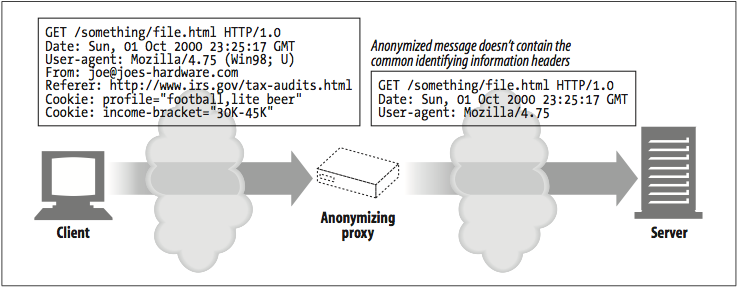 GET /something/file.html HTTP/1.0
Date: Sun, 01 Oct 2000 23:25:17 GMT
User-agent: Mozilla/4.75 (Win98; U)
From: joe@joes-hardware.com
Referer: http://www.irs.gov/tax-audits.html
Cookie: profile="football,lite beer"
Cookie: income-bracket="30K-45K"
Anonymized message doesn't contain the
common identifying information headers
GET /something/file.html HTTP/1.0
Date: Sun, 01 Oct 2000 23:25:17 GMT
User-agent: Mozilla/4.75
Client
Anonymizing
proxy
Server